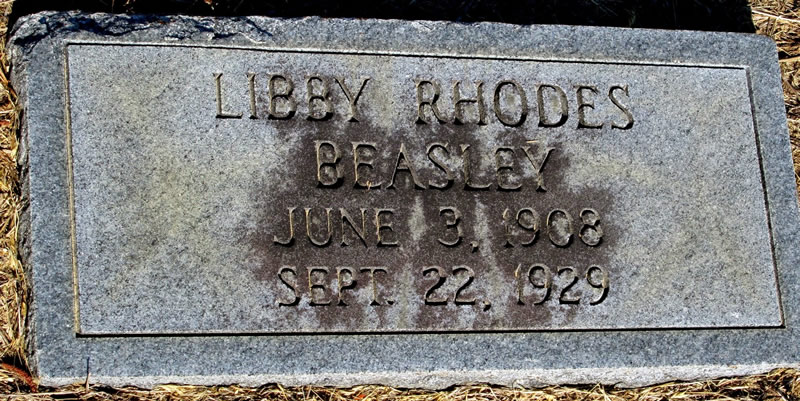 LIBBY RHODES
BEASLEY
JUNE 3, 1908
SEPT. 22, 1929